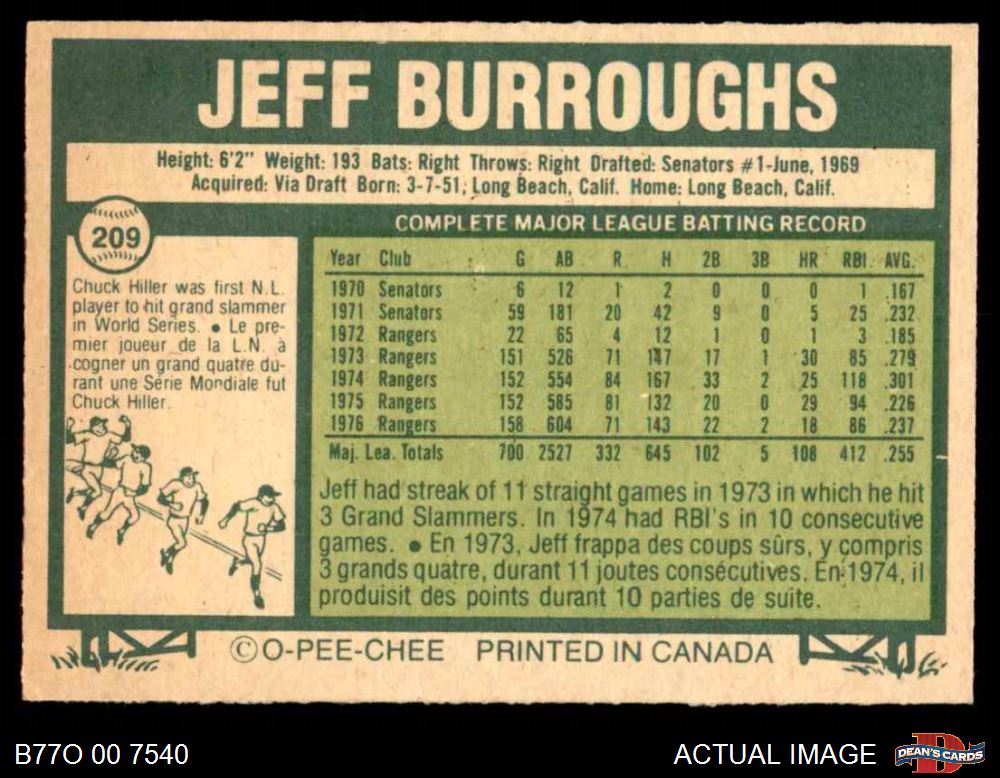 JEFF BURROUGHS
Height: 6'2" Weight: 193 Bats: Right Throws: Right Drafted: Senators #1-June, 1969
Acquired: Via Draft Born: 3-7-51, Long Beach, Calif. Home: Long Beach, Calif.
209
Chuck Hiller was first N.L.
player to hit grand slammer
in World Series. ● Le pre-
mier joueur de la L.N. à
cogner un grand quatre du-
rant une Série Mondiale fut
Chuck Hiller.
COMPLETE MAJOR LEAGUE BATTING RECORD
Year Club G AB R H 2B 3B HR RBI AVG.
1970 Senators 6 12 1 2 0 0 0 1 .167
1971 Senators 59 181 20 42 9 0 5 25 .232
1972 Rangers 22 65 4 12 1 0 1 3 .185
1973 Rangers 151 526 71 147 17 1 30 85 .279
1974 Rangers 152 554 84 167 33 2 25 118 .301
1975 Rangers 152 585 81 132 20 0 29 94 .226
1976 Rangers 158 604 71 143 22 2 18 86 .237
Maj. Lea. Totals 700 2527 332 645 102 5 108 412 .255
Jeff had streak of 11 straight games in 1973 in which he hit
3 Grand Slammers. In 1974 had RBI's in 10 consecutive
games. ● En 1973, Jeff frappa des coups sûrs, y compris
3 grands quatre, durant 11 joutes consécutives. En 1974, il
produisit des points durant 10 parties de suite.
©O-PEE-CHEE PRINTED IN CANADA
B77O 00 7540
ACTUAL IMAGE
DEAN'S CARDS